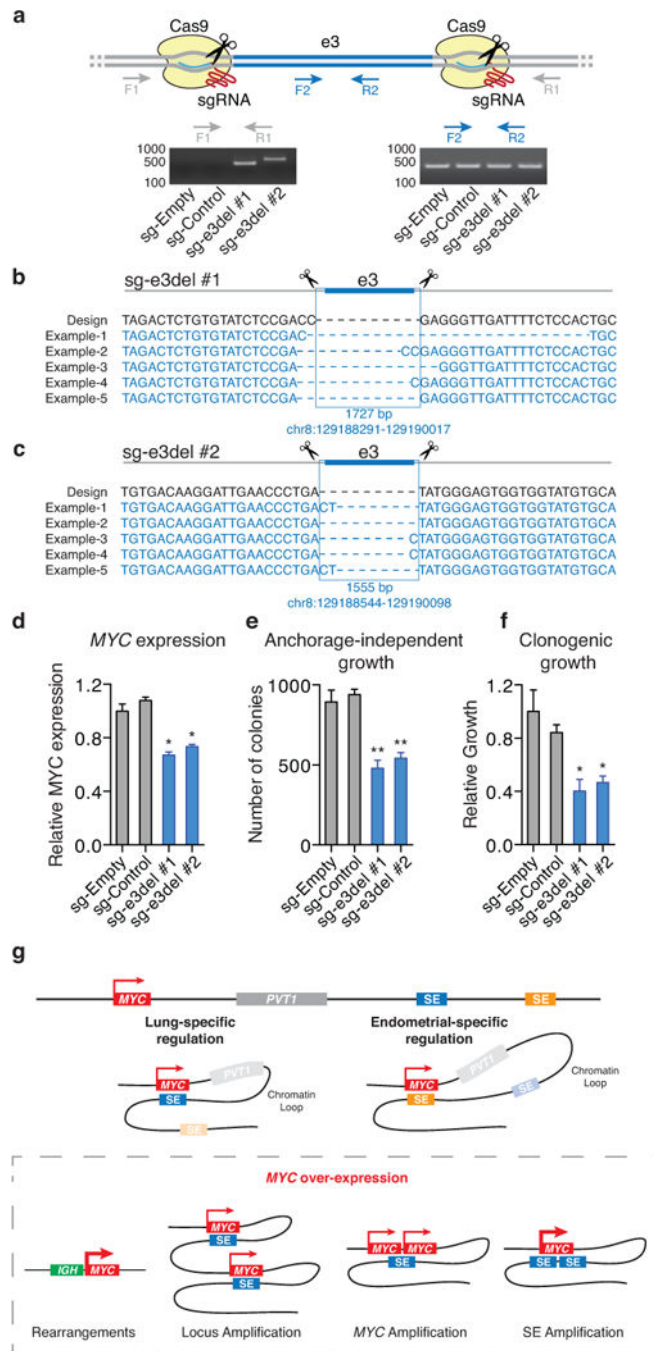 a
Cas9
e3
Cas9
F1
sgRNA
F2
R2
sgRNA
R1
F1
R1
F2
R2
1000
500
100
1000
500
100
sg-Empty
sg-Control
sg-e3del #1
sg-e3del #2
sg-Empty
sg-Control
sg-e3del #1
sg-e3del #2
b
sg-e3del #1
e3
Design TAGACTCTGTGTATCTCCGACC------------GAGGGTTGATTTTCTCCACTGC
Example-1 TAGACTCTGTGTATCTCCGAC--------------------------------TGC
Example-2 TAGACTCTGTGTATCTCCGA------------CCGAGGGTTGATTTTCTCCACTGC
Example-3 TAGACTCTGTGTATCTCCGA----------------GGGTTGATTTTCTCCACTGC
Example-4 TAGACTCTGTGTATCTCCGA-------------CGAGGGTTGATTTTCTCCACTGC
Example-5 TAGACTCTGTGTATCTCCGA--------------GAGGGTTGATTTTCTCCACTGC
1727 bp
chr8:129188291-129190017
c
sg-e3del #2
e3
Design TGTGACAAGGATTGAACCCTGA------------TATGGGAGTGGTGGTATGTGCA
Example-1 TGTGACAAGGATTGAACCCTGACT----------TATGGGAGTGGTGGTATGTGCA
Example-2 TGTGACAAGGATTGAACCCTGA------------TATGGGAGTGGTGGTATGTGCA
Example-3 TGTGACAAGGATTGAACCCTGA-----------CTATGGGAGTGGTGGTATGTGCA
Example-4 TGTGACAAGGATTGAACCCTGA-----------CTATGGGAGTGGTGGTATGTGCA
Example-5 TGTGACAAGGATTGAACCCTGACT----------TATGGGAGTGGTGGTATGTGCA
1555 bp
chr8:129188544-129190098
d
MYC expression
Relative MYC expression
1.2
0.8
0.4
0.0
*
*
sg-Empty
sg-Control
sg-e3del #1
sg-e3del #2
e
Anchorage-independent
growth
Number of colonies
1000
500
0
**
**
sg-Empty
sg-Control
sg-e3del #1
sg-e3del #2
f
Clonogenic
growth
Relative Growth
1.2
0.8
0.4
0.0
*
*
sg-Empty
sg-Control
sg-e3del #1
sg-e3del #2
g
MYC
PVT1
SE
SE
Lung-specific
regulation
MYC
PVT1
SE
SE
Chromatin
Loop
Endometrial-specific
regulation
MYC
PVT1
SE
SE
Chromatin
Loop
MYC over-expression
IGH
MYC
Rearrangements
MYC
SE
MYC
SE
Locus Amplification
MYC
MYC
SE
MYC Amplification
MYC
SE
SE
SE Amplification